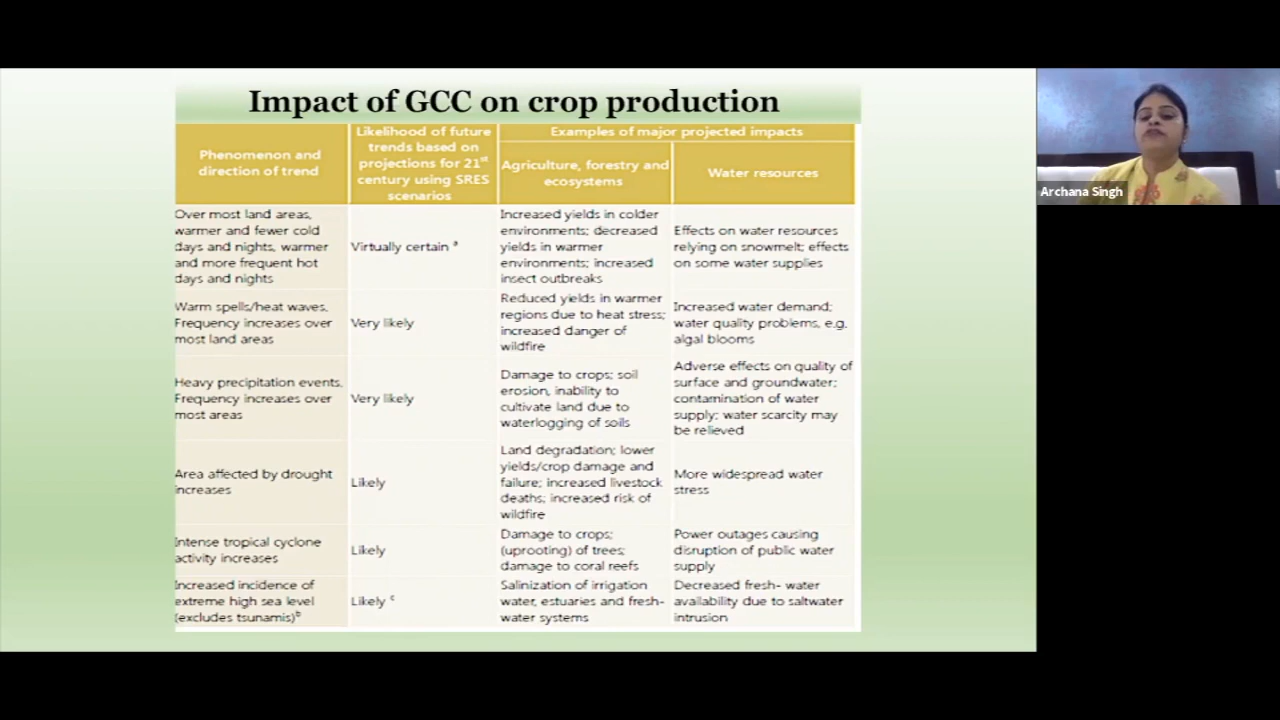 Impact of GCC on crop production
Phenomenon and
direction of trend
Likelihood of future
trends based on
projections for 21st
century using SRES
scenarios
Examples of major projected impacts
Agriculture, forestry and
ecosystems
Water resources
Over most land areas,
warmer and fewer cold
days and nights, warmer
and more frequent hot
days and nights
Virtually certain a
Increased yields in colder
environments; decreased
yields in warmer
environments; increased
insect outbreaks
Effects on water resources
relying on snowmelt; effects
on some water supplies
Warm spells/heat waves.
Frequency increases over
most land areas
Very likely
Reduced yields in warmer
regions due to heat stress;
increased danger of
wildfire
Increased water demand;
water quality problems, e.g.
algal blooms
Heavy precipitation events.
Frequency increases over
most areas
Very likely
Damage to crops; soil
erosion, inability to
cultivate land due to
waterlogging of soils
Adverse effects on quality of
surface and groundwater;
contamination of water
supply; water scarcity may
be relieved
Area affected by drought
increases
Likely
Land degradation; lower
yields/crop damage and
failure; increased livestock
deaths; increased risk of
wildfire
More widespread water
stress
Intense tropical cyclone
activity increases
Likely
Damage to crops;
(uprooting) of trees;
damage to coral reefs
Power outages causing
disruption of public water
supply
Increased incidence of
extreme high sea level
(excludes tsunamis)b
Likely c
Salinization of irrigation
water, estuaries and fresh-
water systems
Decreased fresh- water
availability due to saltwater
intrusion
Archana Singh